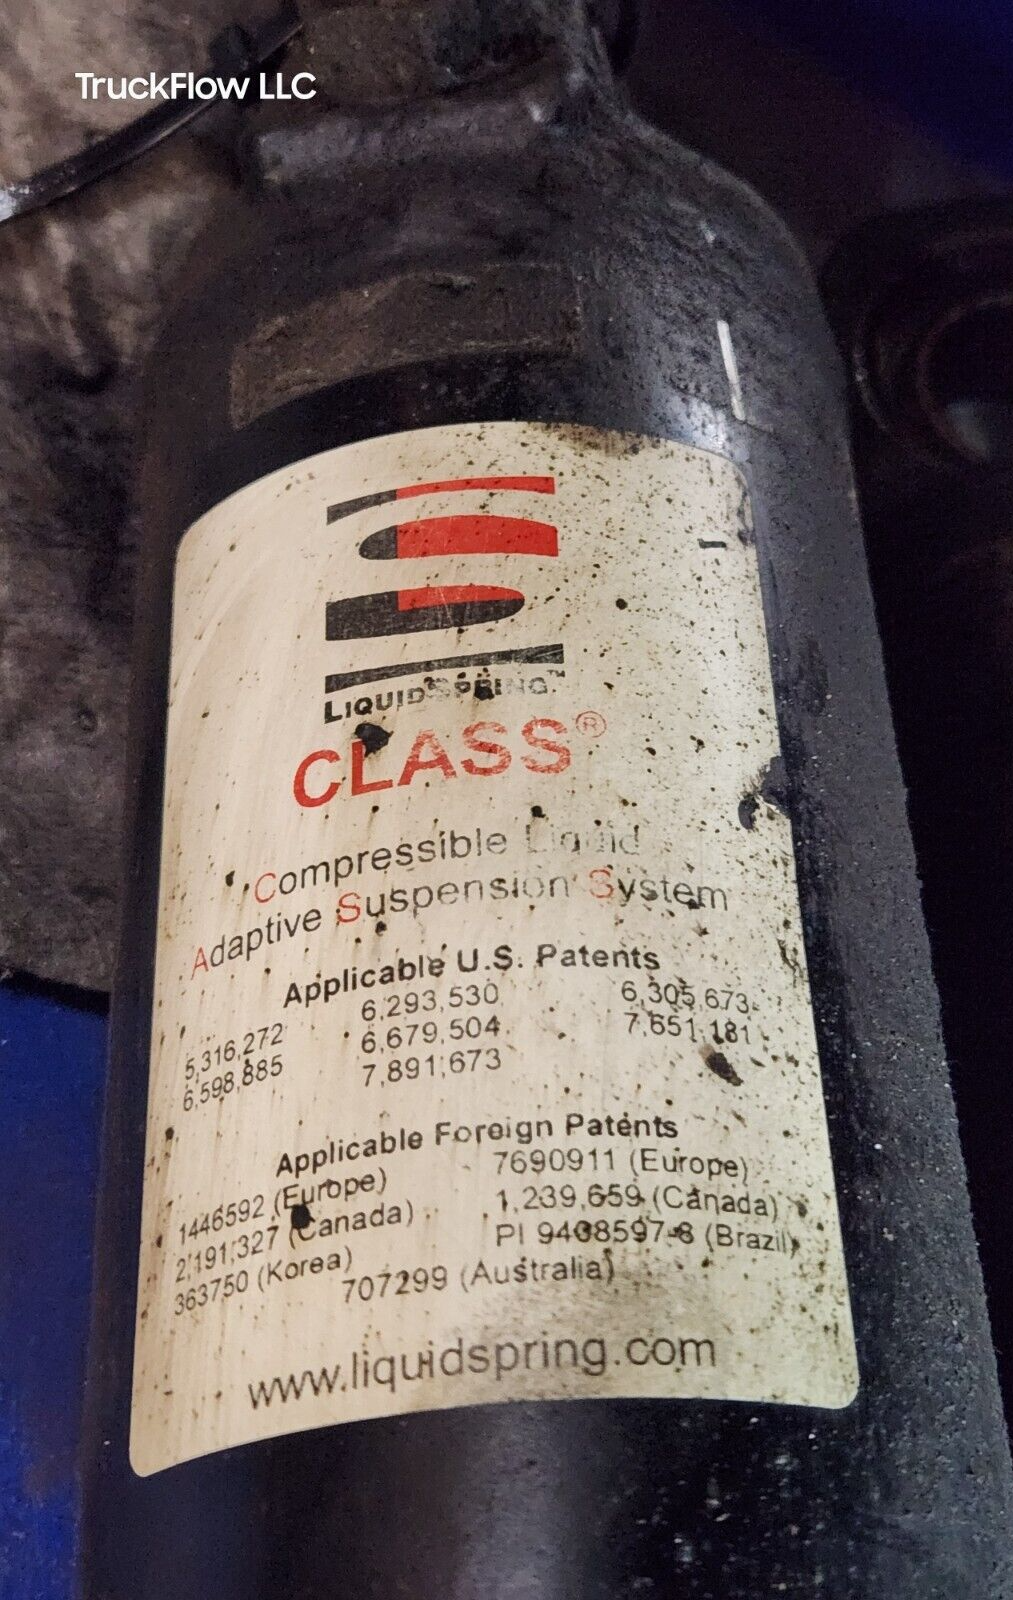 TruckFlow LLC
LIQUIDSPRING™
CLASS®
Compressible Liquid
Adaptive Suspension System
Applicable U.S. Patents
5,316,272 6,293,530 6,305,673
6,598,885 6,679,504 7,651,181
7,891,673
Applicable Foreign Patents
1446592 (Europe) 7690911 (Europe)
2,191,327 (Canada) 1,239,659 (Canada)
363750 (Korea) PI 9408597-8 (Brazil)
707299 (Australia)
www.liquidspring.com